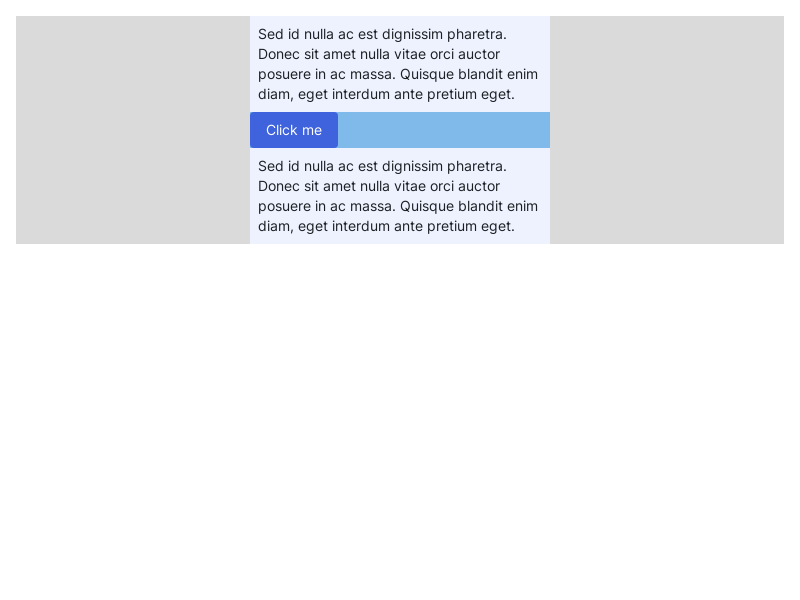 Sed id nulla ac est dignissim pharetra.
Donec sit amet nulla vitae orci auctor
posuere in ac massa. Quisque blandit enim
diam, eget interdum ante pretium eget.
Click me
Sed id nulla ac est dignissim pharetra.
Donec sit amet nulla vitae orci auctor
posuere in ac massa. Quisque blandit enim
diam, eget interdum ante pretium eget.